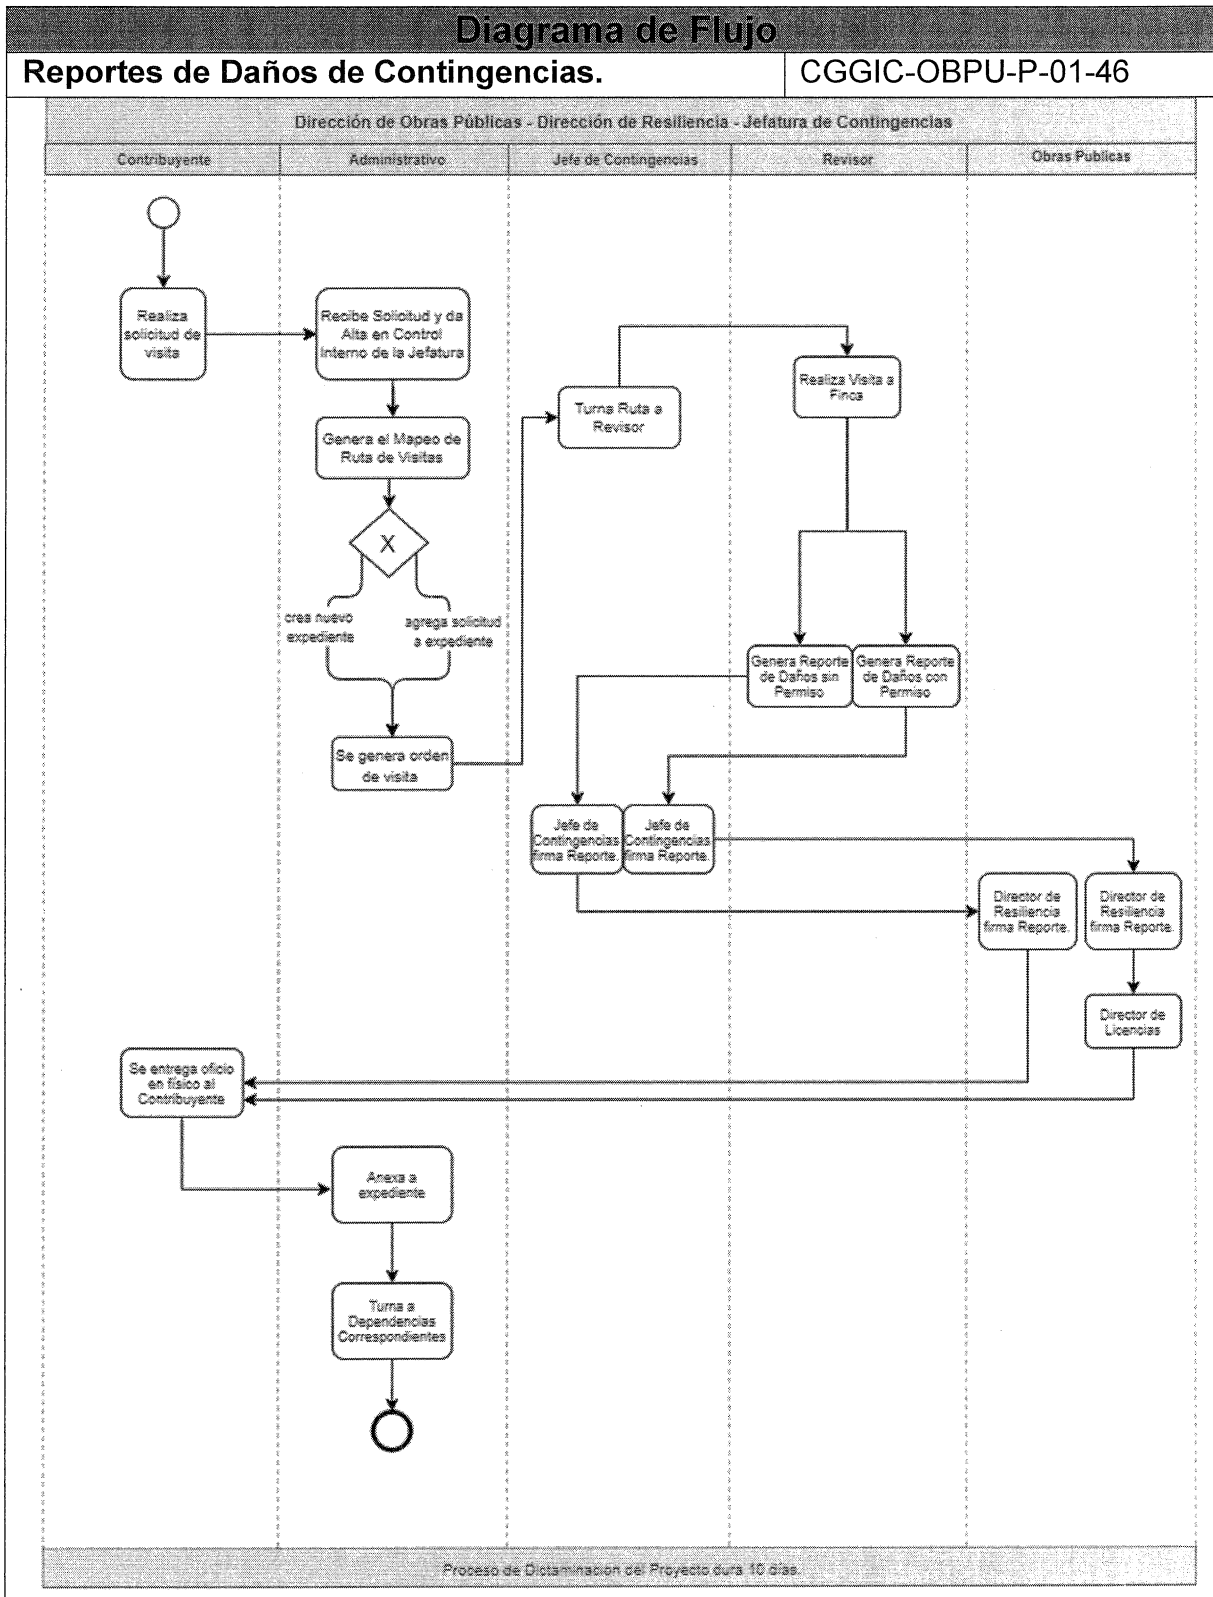 Diagrama de Flujo
Reportes de Daños de Contingencias.
CGGIC-OBPU-P-01-46
Dirección de Obras Públicas - Dirección de Resiliencia - Jefatura de Contingencias
Contribuyente
Administrativo
Jefe de Contingencias
Revisor
Obras Publicas
Realiza
solicitud de
visita
Recibe Solicitud y da
Alta en Control
Interno de la Jefatura
Genera el Mapeo de
Ruta de Visitas
X
crea nuevo
expediente
agrega solicitud
a expediente
Se genera orden
de visita
Turna Ruta a
Revisor
Realiza Visita a
Finca
Genera Reporte
de Daños sin
Permiso
Genera Reporte
de Daños con
Permiso
Jefe de
Contingencias
firma Reporte.
Jefe de
Contingencias
firma Reporte.
Director de
Resiliencia
firma Reporte.
Director de
Resiliencia
firma Reporte.
Director de
Licencias
Se entrega oficio
en físico al
Contribuyente
Anexa a
expediente
Turna a
Dependencias
Correspondientes
Proceso de Dictaminación del Proyecto dura 10 días.